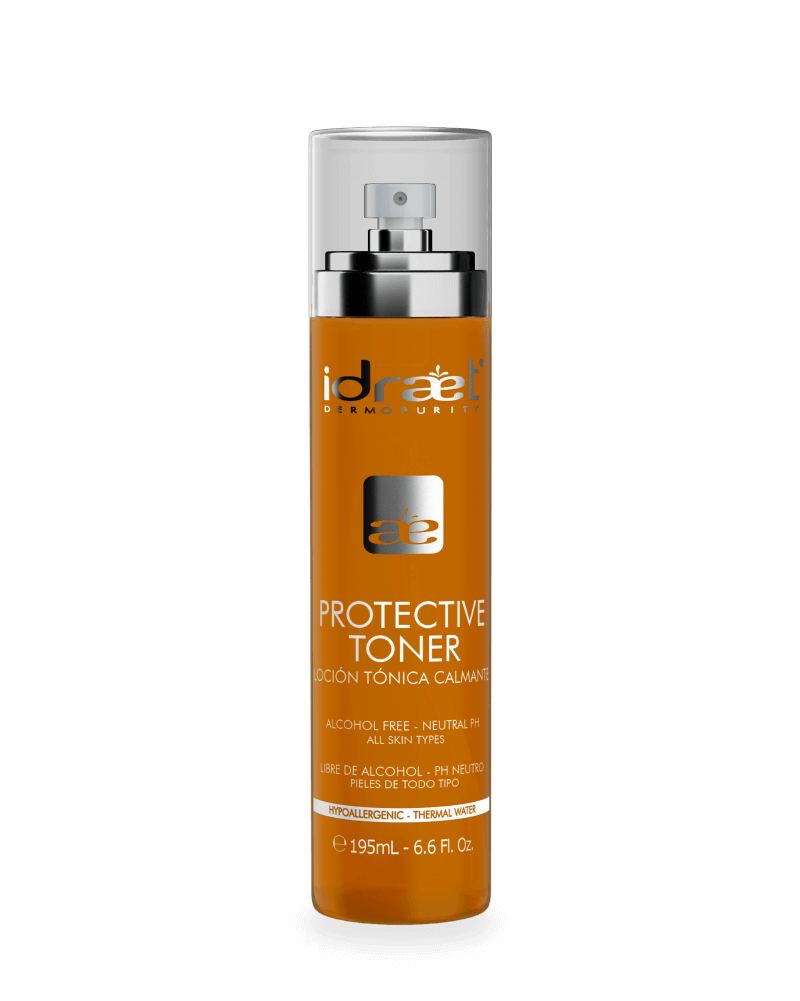 idraet
DERMOPURITY
ae
PROTECTIVE
TONER
LOCIÓN TÓNICA CALMANTE
ALCOHOL FREE - NEUTRAL PH
ALL SKIN TYPES
LIBRE DE ALCOHOL - PH NEUTRO
PIELES DE TODO TIPO
HYPOALLERGENIC - THERMAL WATER
℮ 195mL - 6.6 Fl. Oz.